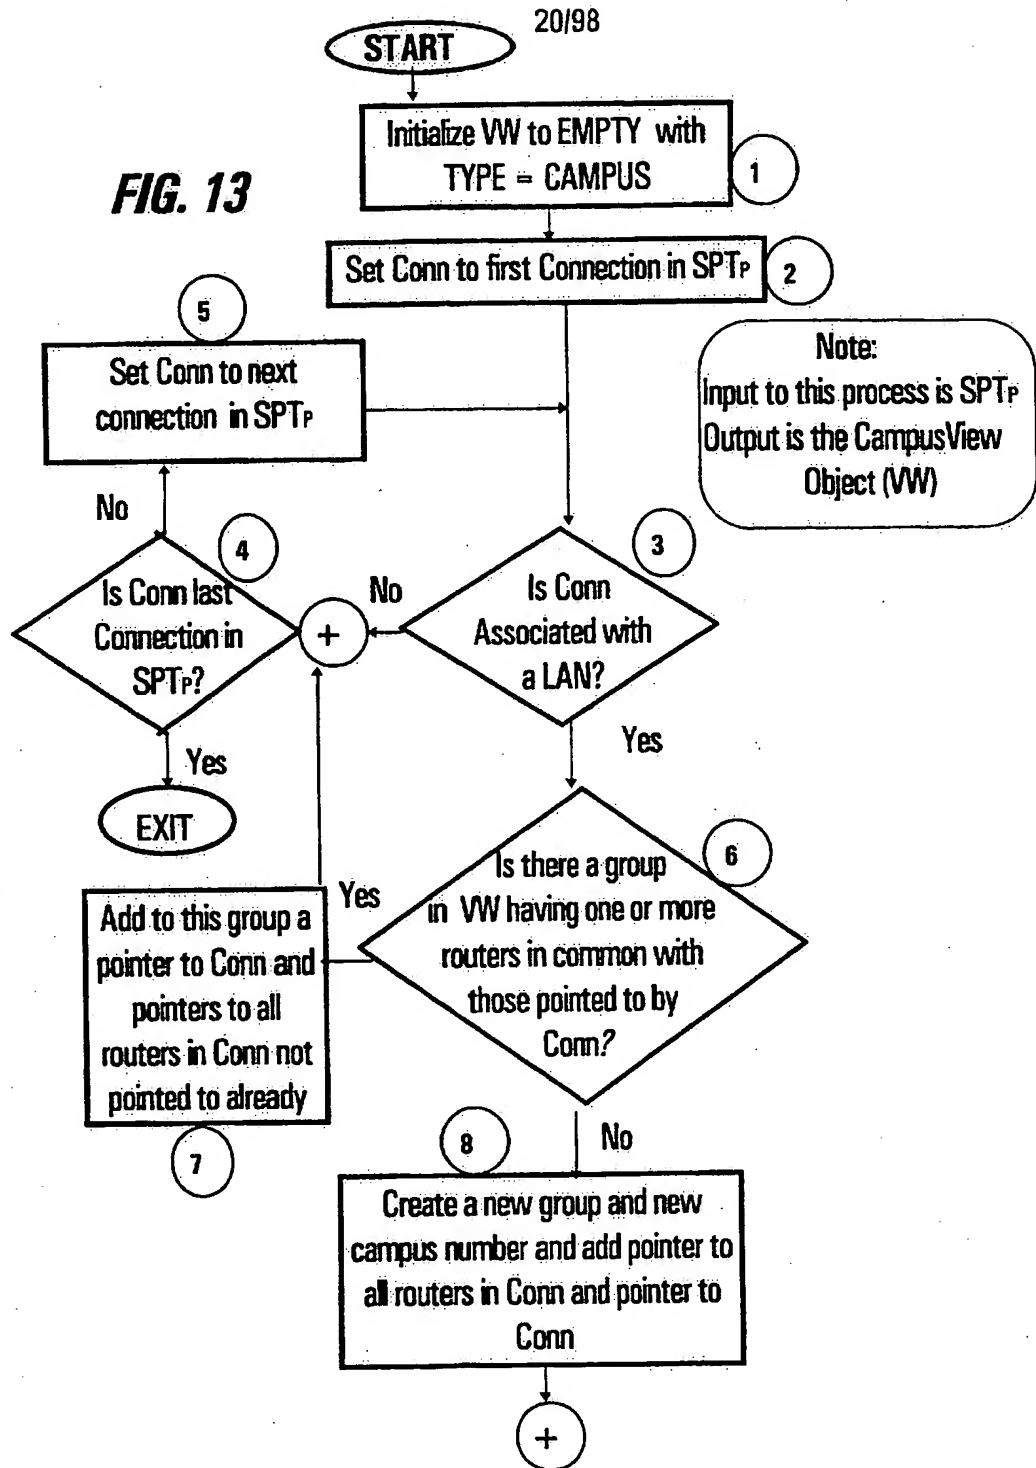 20/98
START
Initialize VW to EMPTY with
TYPE = CAMPUS
1
FIG. 13
Set Conn to first Connection in SPTP
2
5
Set Conn to next
connection in SPTP
Note:
Input to this process is SPTP
Output is the CampusView
Object (VW)
No
4
Is Conn last
Connection in
SPTP?
Yes
EXIT
+
No
3
Is Conn
Associated with
a LAN?
Yes
6
Is there a group
in VW having one or more
routers in common with
those pointed to by
Conn?
Yes
Add to this group a
pointer to Conn and
pointers to all
routers in Conn not
pointed to already
7
No
8
Create a new group and new
campus number and add pointer to
all routers in Conn and pointer to
Conn
+